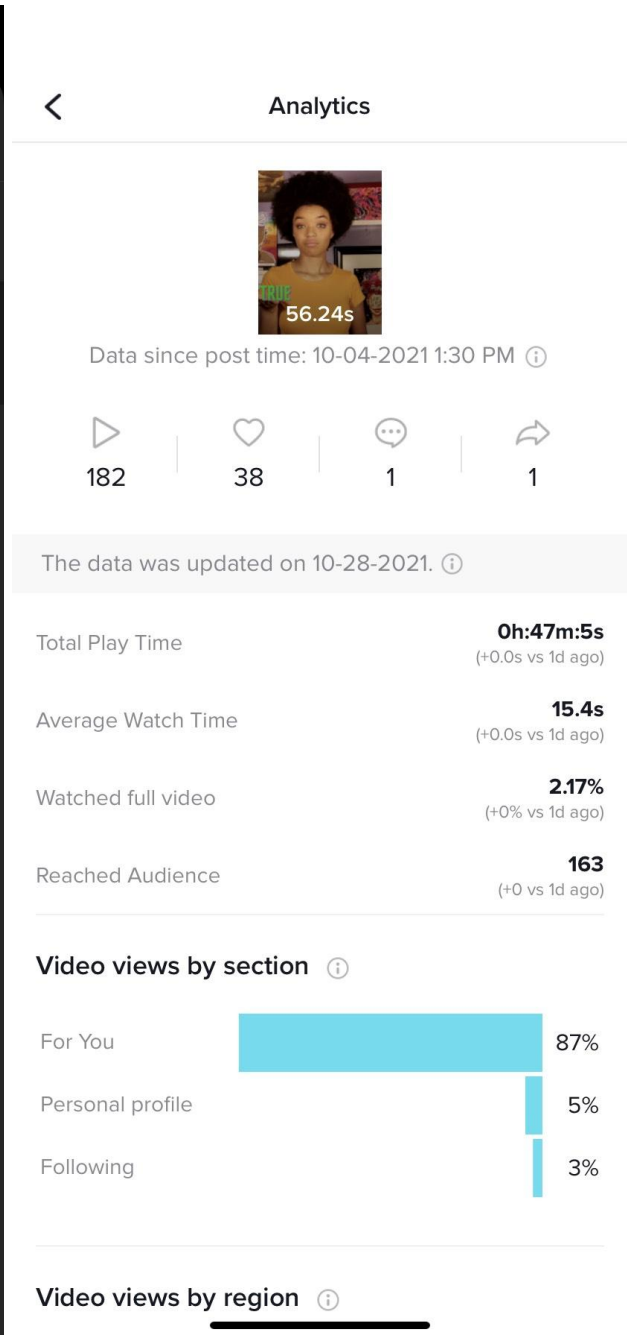 Analytics
TRUE
56.24s
Data since post time: 10-04-2021 1:30 PM
182
38
1
1
The data was updated on 10-28-2021.
Total Play Time
0h:47m:5s
(+0.0s vs 1d ago)
Average Watch Time
15.4s
(+0.0s vs 1d ago)
Watched full video
2.17%
(+0% vs 1d ago)
Reached Audience
163
(+0 vs 1d ago)
Video views by section
For You
87%
Personal profile
5%
Following
3%
Video views by region